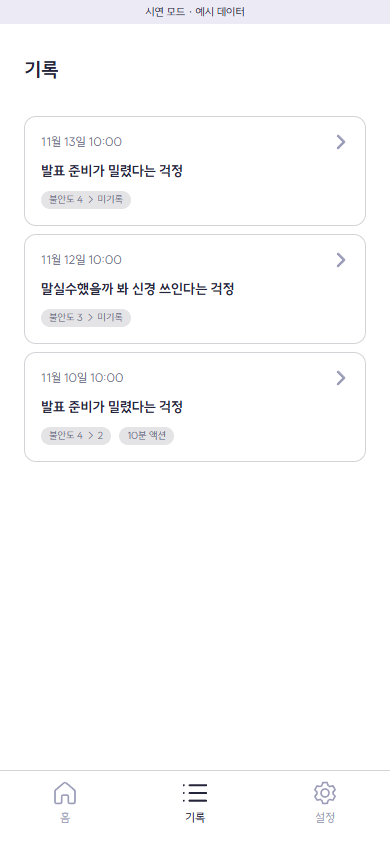 시연 모드 · 예시 데이터
기록
11월 13일 10:00
발표 준비가 밀렸다는 걱정
불안도 4 > 미기록
11월 12일 10:00
말실수했을까 봐 신경 쓰인다는 걱정
불안도 3 > 미기록
11월 10일 10:00
발표 준비가 밀렸다는 걱정
불안도 4 > 2 10분 액션
홈 기록 설정